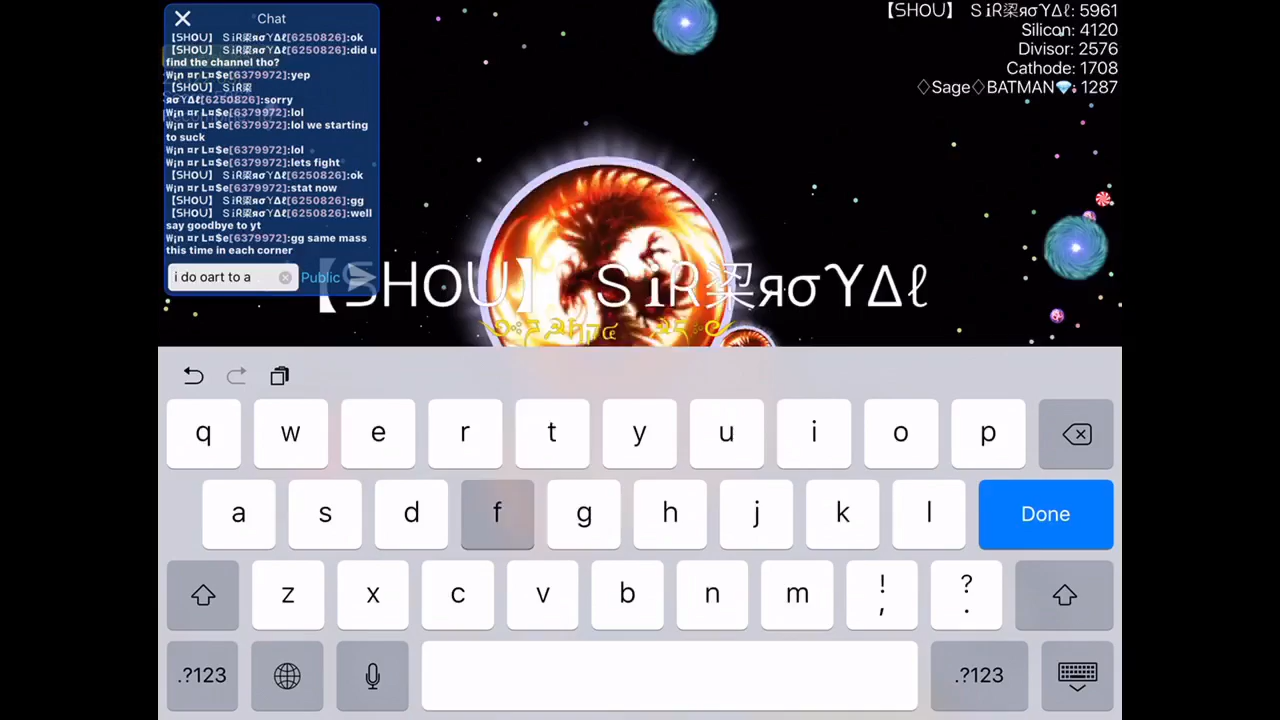 Chat
【SHOU】 SiR梁яσϒΔℓ[6250826]:ok
【SHOU】 SiR梁яσϒΔℓ[6250826]:did u
find the channel tho?
₩¡n ¤r L¤$e[6379972]:yep
【SHOU】 SiR梁
яσϒΔℓ[6250826]:sorry
₩¡n ¤r L¤$e[6379972]:lol
₩¡n ¤r L¤$e[6379972]:lol we starting
to suck
₩¡n ¤r L¤$e[6379972]:lol
₩¡n ¤r L¤$e[6379972]:lets fight
【SHOU】 SiR梁яσϒΔℓ[6250826]:ok
₩¡n ¤r L¤$e[6379972]:stat now
【SHOU】 SiR梁яσϒΔℓ[6250826]:gg
【SHOU】 SiR梁яσϒΔℓ[6250826]:well
say goodbye to yt
₩¡n ¤r L¤$e[6379972]:gg same mass
this time in each corner
i do oart to a
Public
【SHOU】 SiR梁яσϒΔℓ: 5961
Silicon: 4120
Divisor: 2576
Cathode: 1708
♢Sage♢BATMAN💎: 1287
【SHOU】 SiR梁яσϒΔℓ
q w e r t y u i o p
a s d f g h j k l Done
z x c v b n m ! , ? .
.?123 .?123